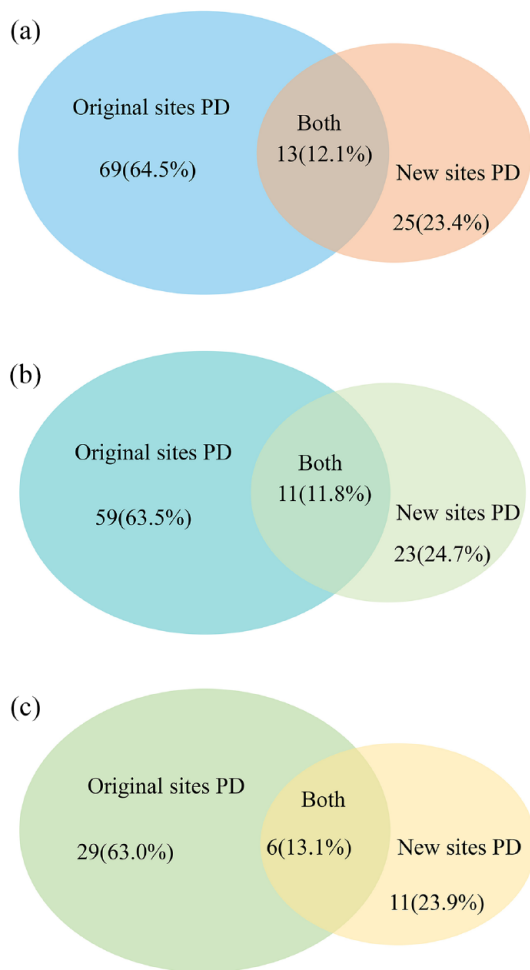 (a)
Original sites PD
69(64.5%)
Both
13(12.1%)
New sites PD
25(23.4%)
(b)
Original sites PD
59(63.5%)
Both
11(11.8%)
New sites PD
23(24.7%)
(c)
Original sites PD
29(63.0%)
Both
6(13.1%)
New sites PD
11(23.9%)